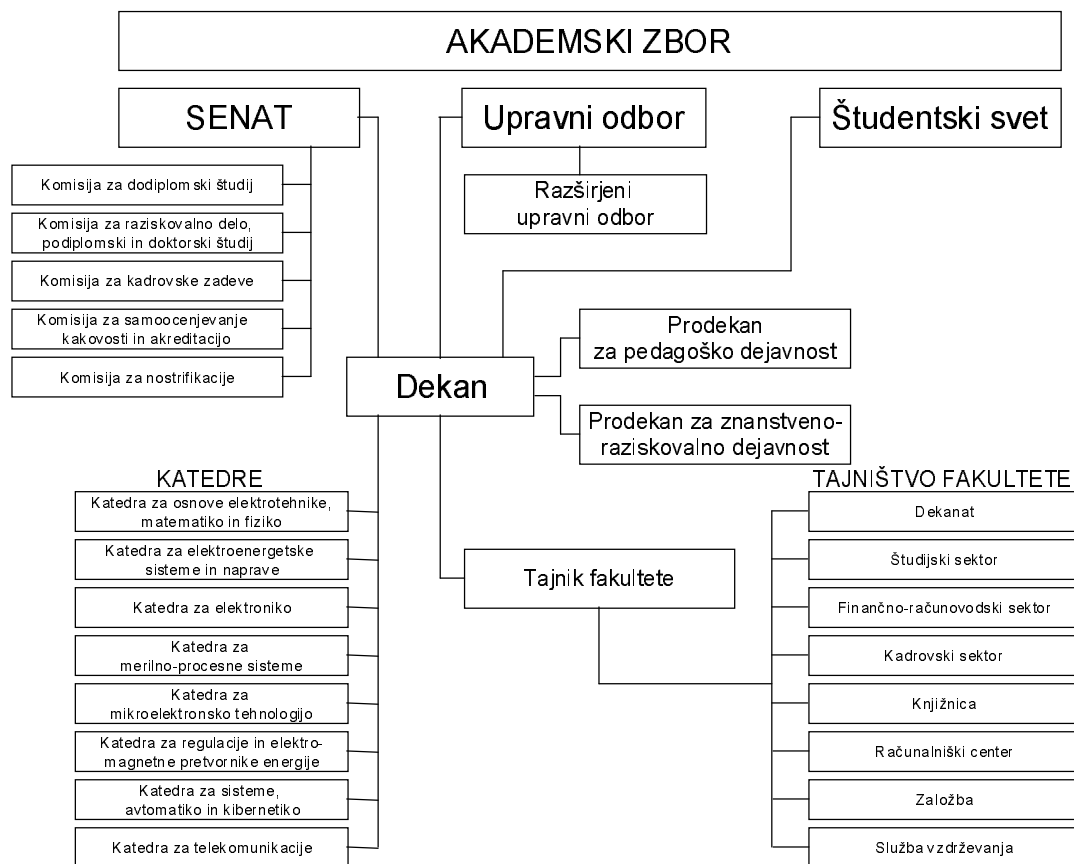 AKADEMSKI ZBOR
SENAT
Upravni odbor
Študentski svet
Komisija za dodiplomski študij
Komisija za raziskovalno delo,
podiplomski in doktorski študij
Komisija za kadrovske zadeve
Komisija za samoocenjevanje
kakovosti in akreditacijo
Komisija za nostrifikacije
Razširjeni
upravni odbor
Dekan
Prodekan
za pedagoško dejavnost
Prodekan za znanstveno-
raziskovalno dejavnost
KATEDRE
Katedra za osnove elektrotehnike,
matematiko in fiziko
Katedra za elektroenergetske
sisteme in naprave
Katedra za elektroniko
Katedra za
merilno-procesne sisteme
Katedra za
mikroelektronsko tehnologijo
Katedra za regulacije in elektro-
magnetne pretvornike energije
Katedra za sisteme,
avtomatiko in kibernetiko
Katedra za telekomunikacije
Tajnik fakultete
TAJNIŠTVO FAKULTETE
Dekanat
Študijski sektor
Finančno-računovodski sektor
Kadrovski sektor
Knjižnica
Računalniški center
Založba
Služba vzdrževanja